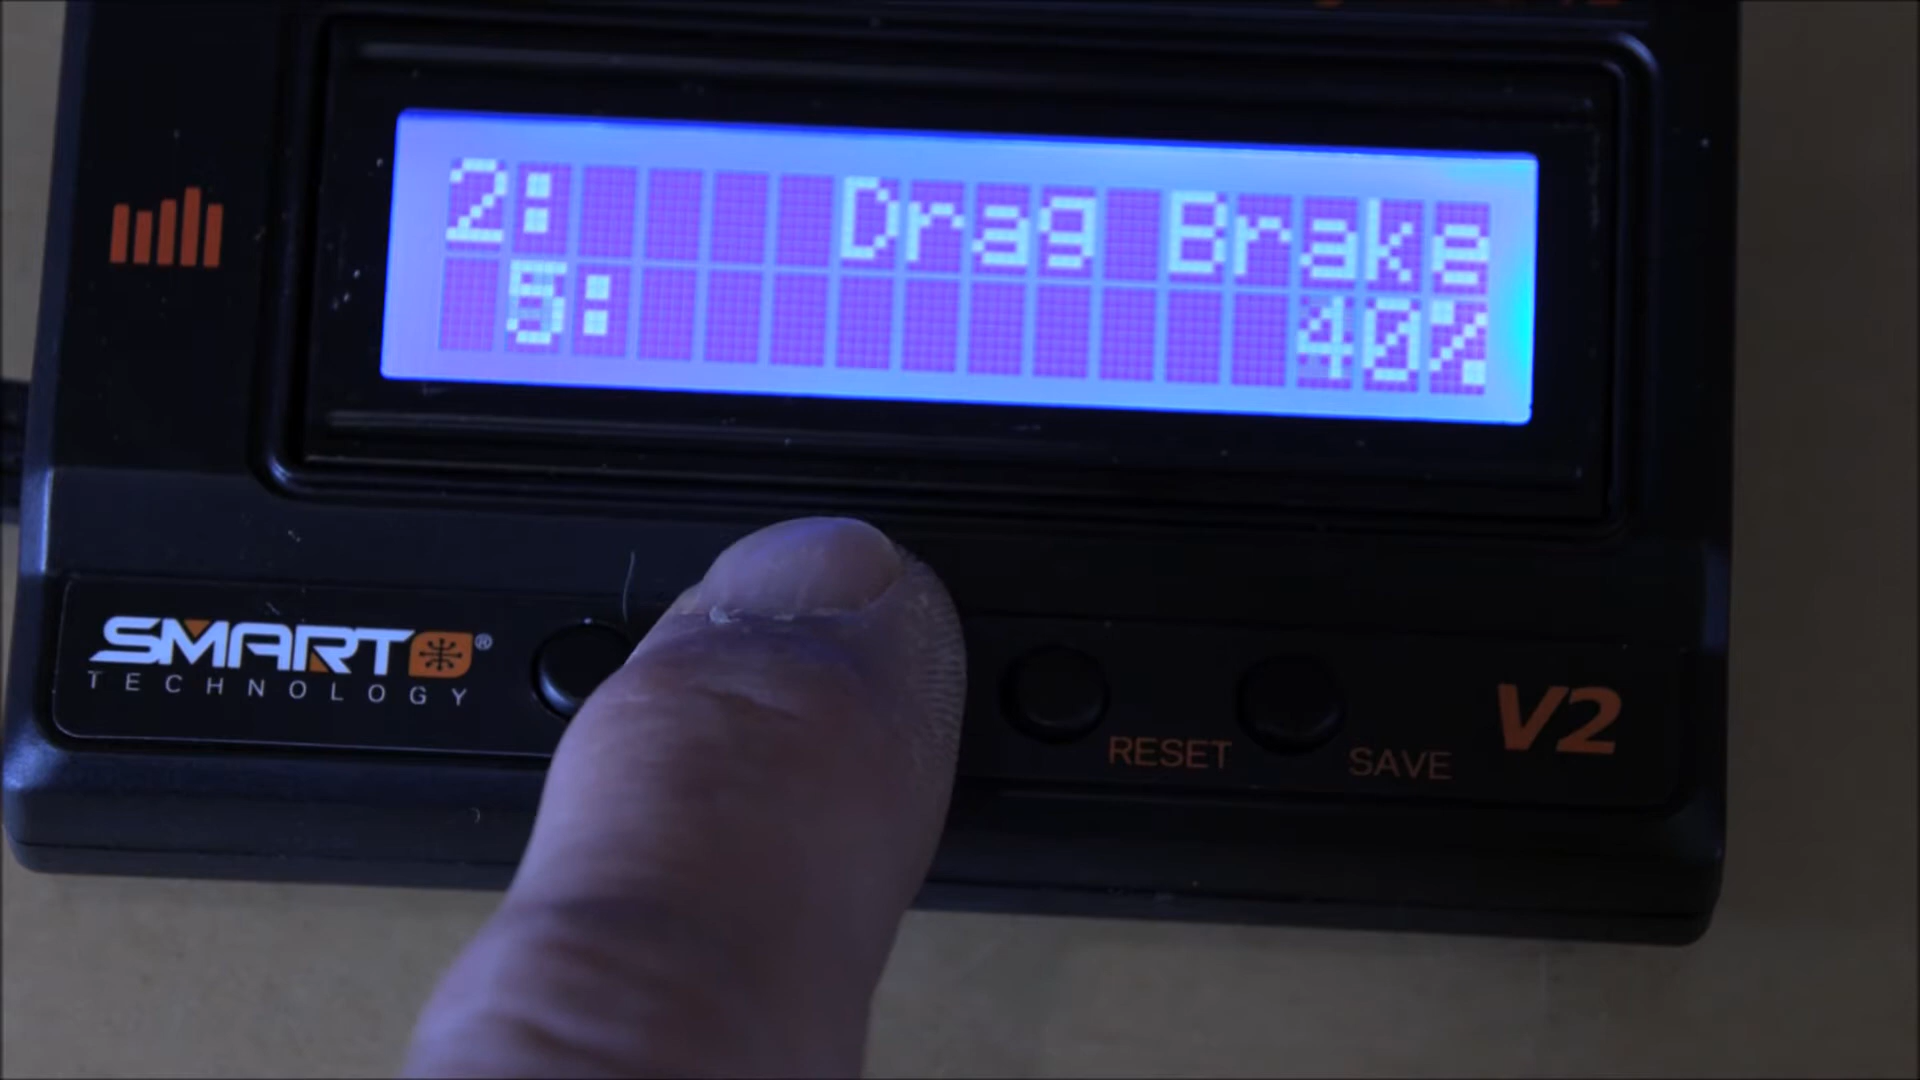 2: Drag Brake
5: 40%
SMART ®
TECHNOLOGY
RESET
SAVE
V2